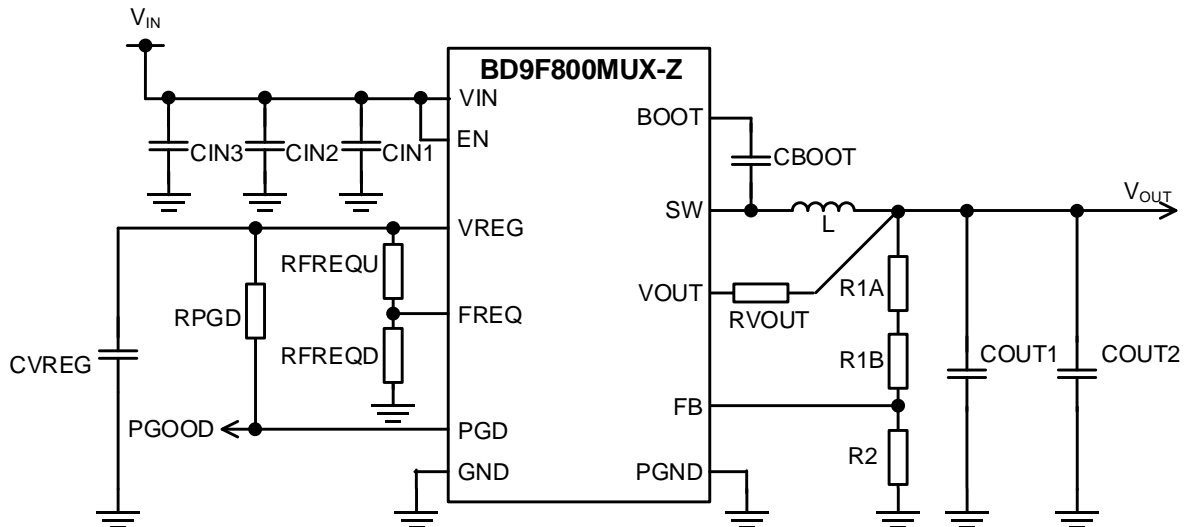 VIN
BD9F800MUX-Z
VIN
BOOT
EN
CIN3
CIN2
CIN1
CBOOT
SW
VOUT
L
VREG
RFREQU
VOUT
R1A
RPGD
FREQ
RVOUT
RFREQD
CVREG
R1B
COUT1
COUT2
FB
PGOOD
PGD
R2
GND
PGND